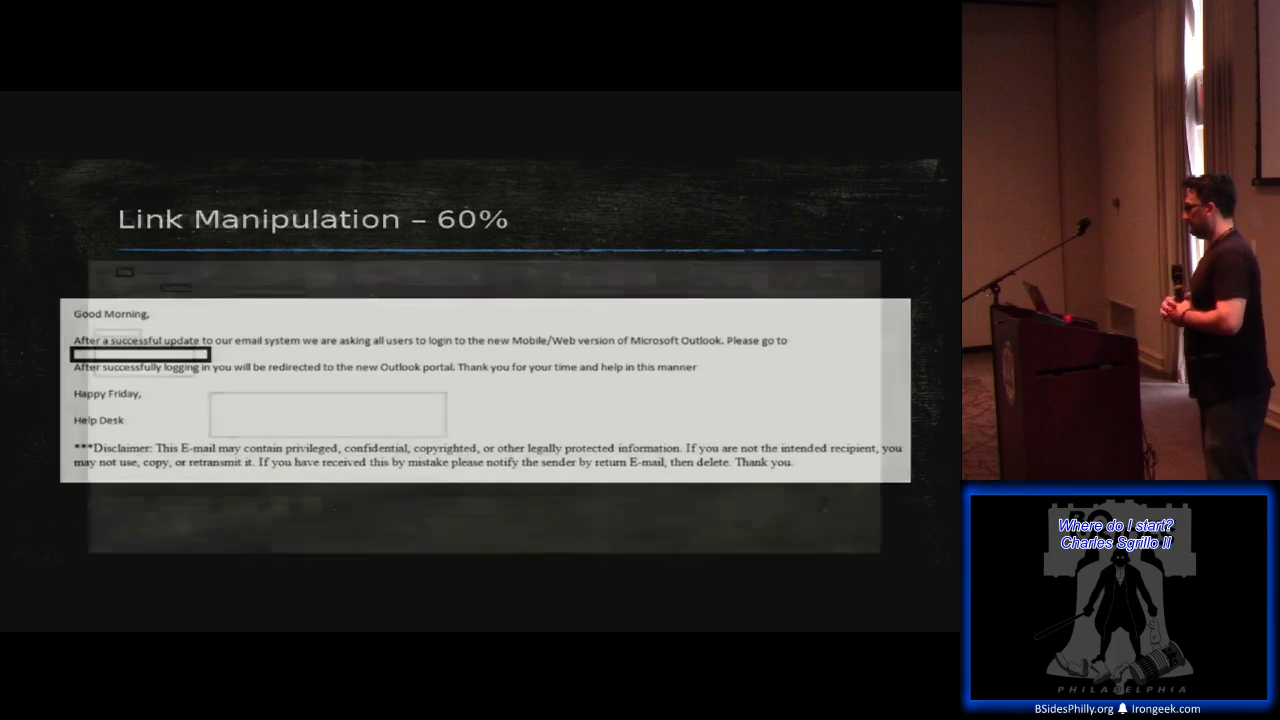 Link Manipulation – 60%
Good Morning,
After a successful update to our email system we are asking all users to login to the new Mobile/Web version of Microsoft Outlook. Please go to
After successfully logging in you will be redirected to the new Outlook portal. Thank you for your time and help in this manner
Happy Friday,
Help Desk
***Disclaimer: This E-mail may contain privileged, confidential, copyrighted, or other legally protected information. If you are not the intended recipient, you
may not use, copy, or retransmit it. If you have received this by mistake please notify the sender by return E-mail, then delete. Thank you.
Where do I start?
Charles Sgrillo II
PHILADELPHIA
BSidesPhilly.org Irongeek.com